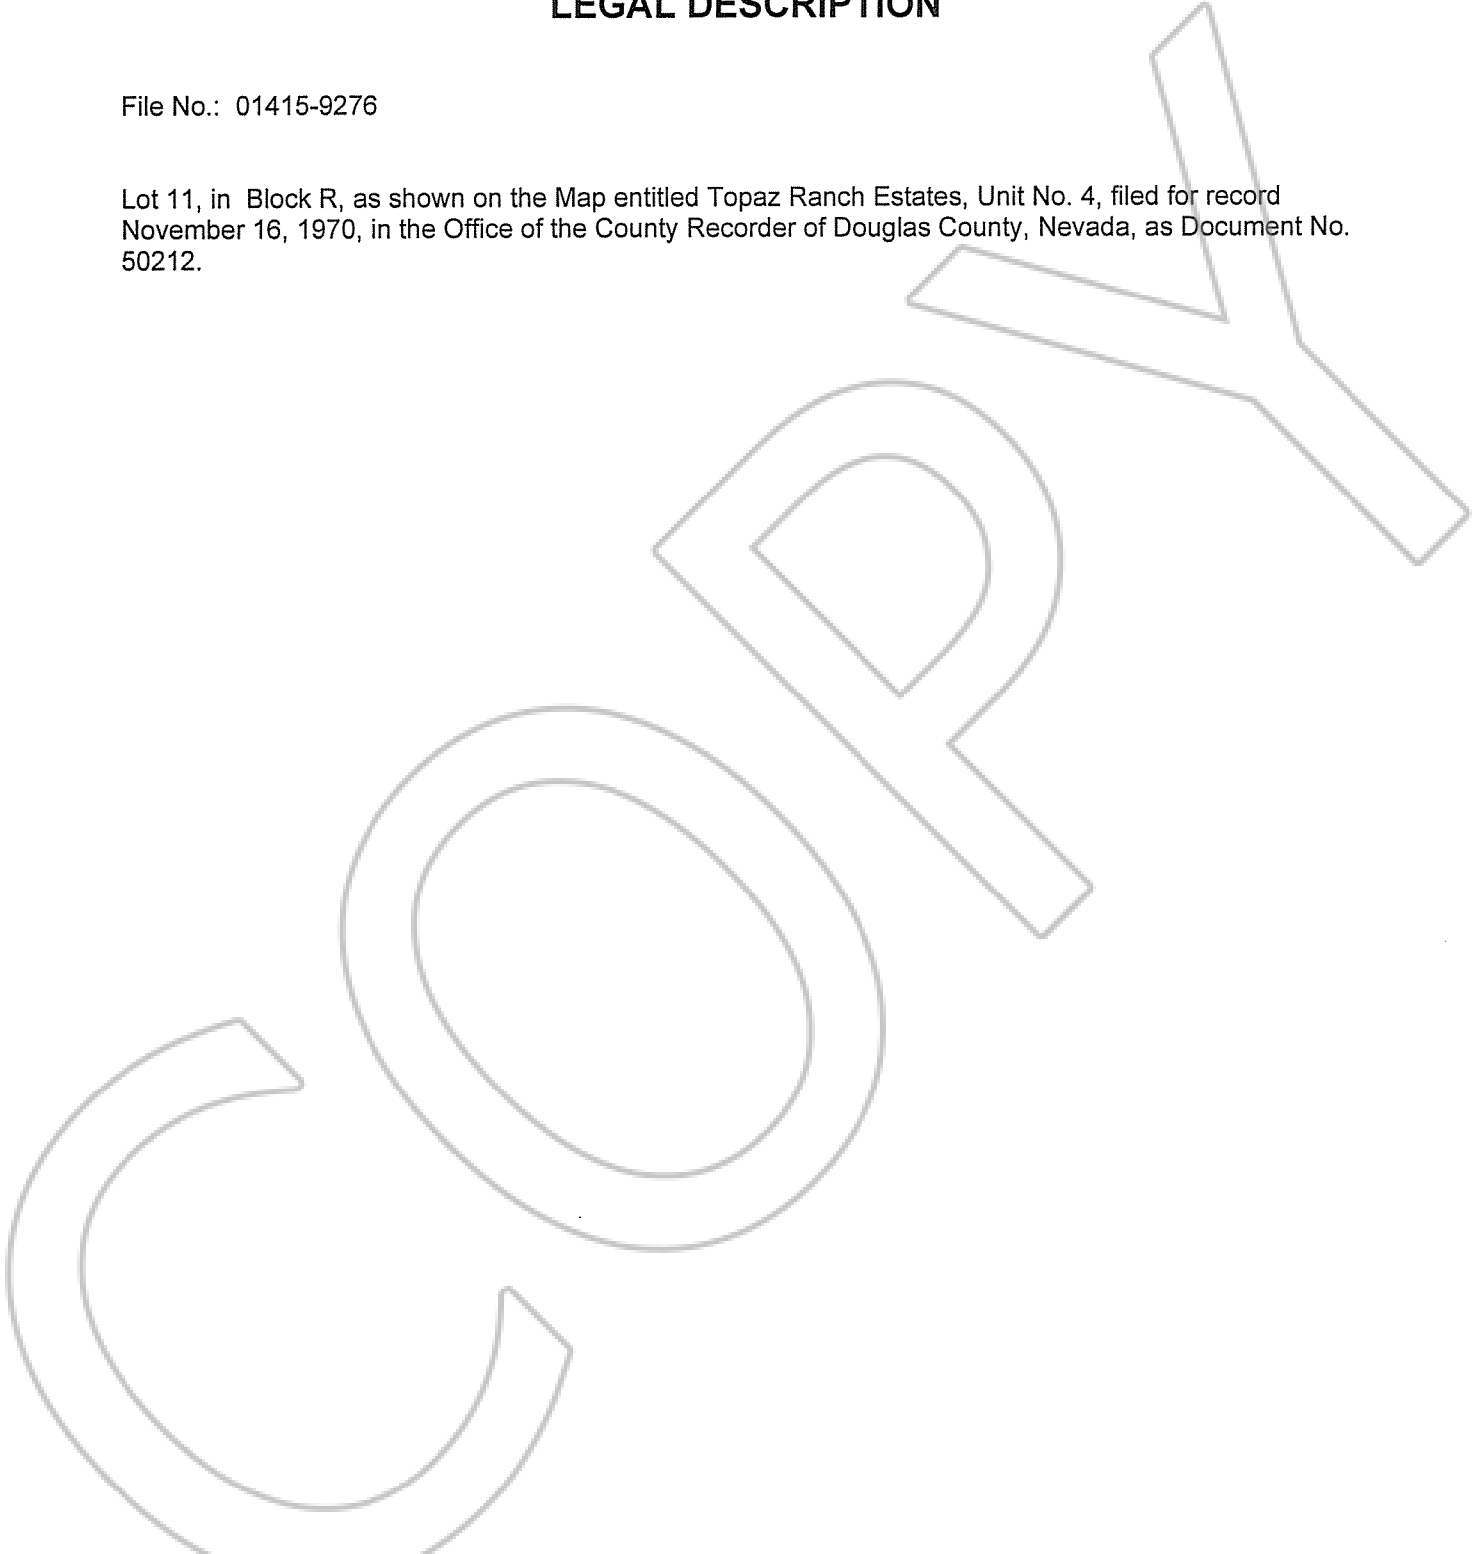 LEGAL DESCRIPTION
File No.: 01415-9276
Lot 11, in Block R, as shown on the Map entitled Topaz Ranch Estates, Unit No. 4, filed for record
November 16, 1970, in the Office of the County Recorder of Douglas County, Nevada, as Document No.
50212.
COPY